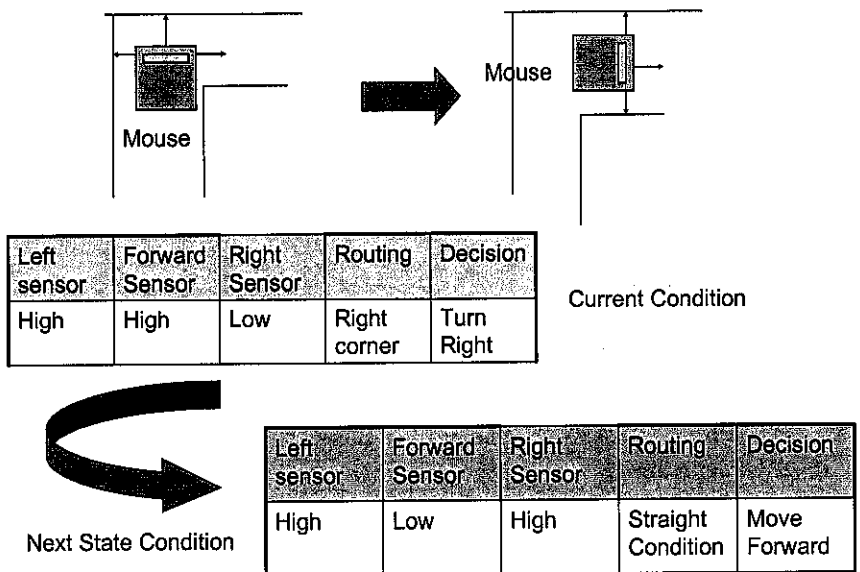 Mouse
Mouse
Left sensor Forward Sensor Right Sensor Routing Decision
High High Low Right corner Turn Right
Current Condition
Left sensor Forward Sensor Right Sensor Routing Decision
High Low High Straight Condition Move Forward
Next State Condition